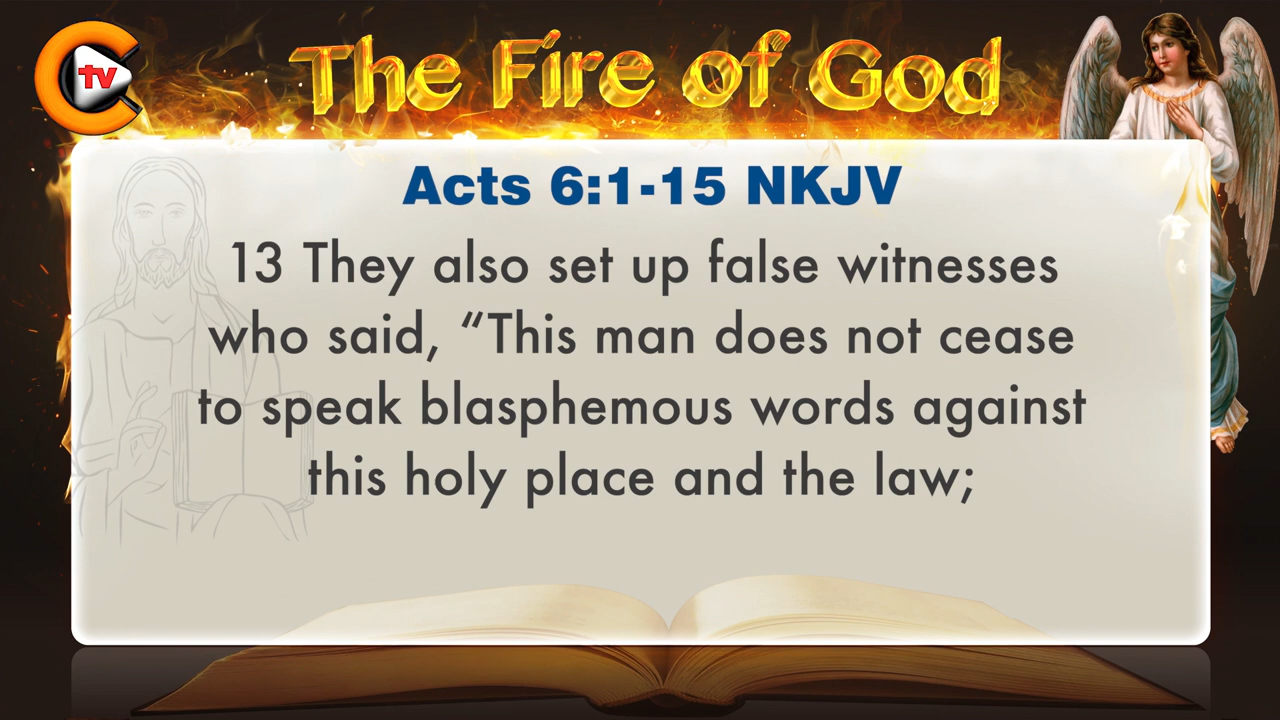 tv
The Fire of God
Acts 6:1-15 NKJV
13 They also set up false witnesses
who said, “This man does not cease
to speak blasphemous words against
this holy place and the law;